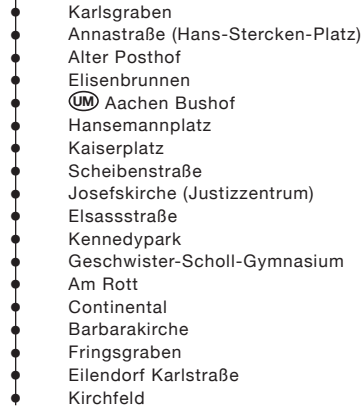 Karlsgraben
Annastraße (Hans-Stercken-Platz)
Alter Posthof
Elisenbrunnen
UM Aachen Bushof
Hansemannplatz
Kaiserplatz
Scheibenstraße
Josefskirche (Justizzentrum)
Elsassstraße
Kennedypark
Geschwister-Scholl-Gymnasium
Am Rott
Continental
Barbarakirche
Fringsgraben
Eilendorf Karlstraße
Kirchfeld